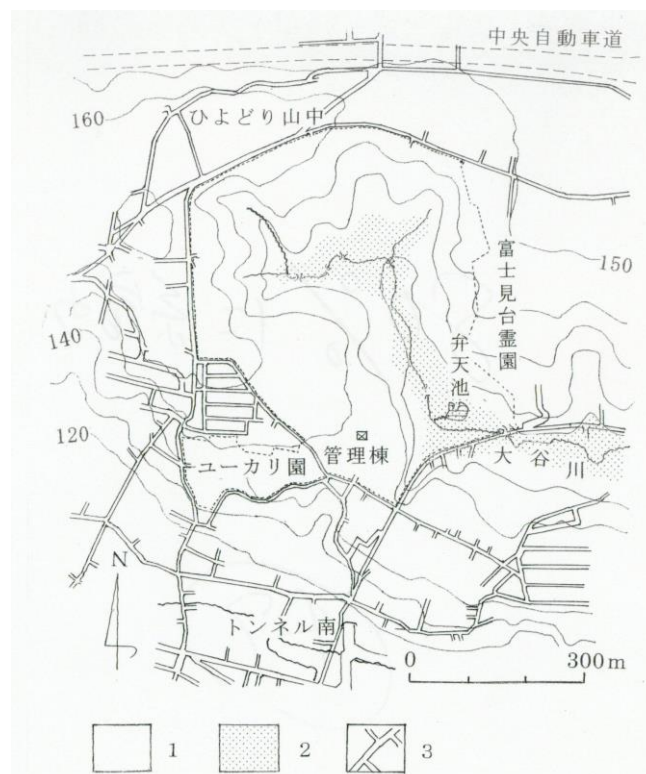 中央自動車道
160
ひよどり山中
富士見台霊園
150
140
弁天池
120
ユーカリ園
管理棟
大谷川
N
トンネル南
0
300m
1
2
3